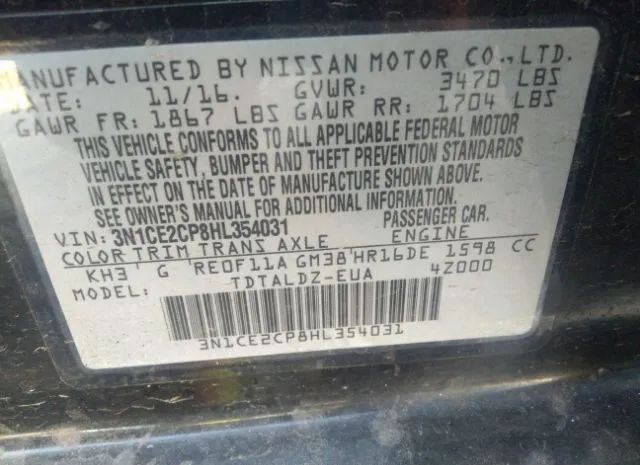 MANUFACTURED BY NISSAN MOTOR CO., LTD.
DATE: 11/16. GVWR: 3470 LBS
GAWR FR: 1867 LBS GAWR RR: 1704 LBS
THIS VEHICLE CONFORMS TO ALL APPLICABLE FEDERAL MOTOR
VEHICLE SAFETY, BUMPER AND THEFT PREVENTION STANDARDS
IN EFFECT ON THE DATE OF MANUFACTURE SHOWN ABOVE.
SEE OWNER'S MANUAL FOR ADDITIONAL INFORMATION.
VIN: 3N1CE2CP8HL354031 PASSENGER CAR.
COLOR TRIM TRANS AXLE ENGINE
KH3 G RE0F11A GM38 HR16DE 1598 CC
MODEL: TDTALDZ-EUA 4Z000
3N1CE2CP8HL354031